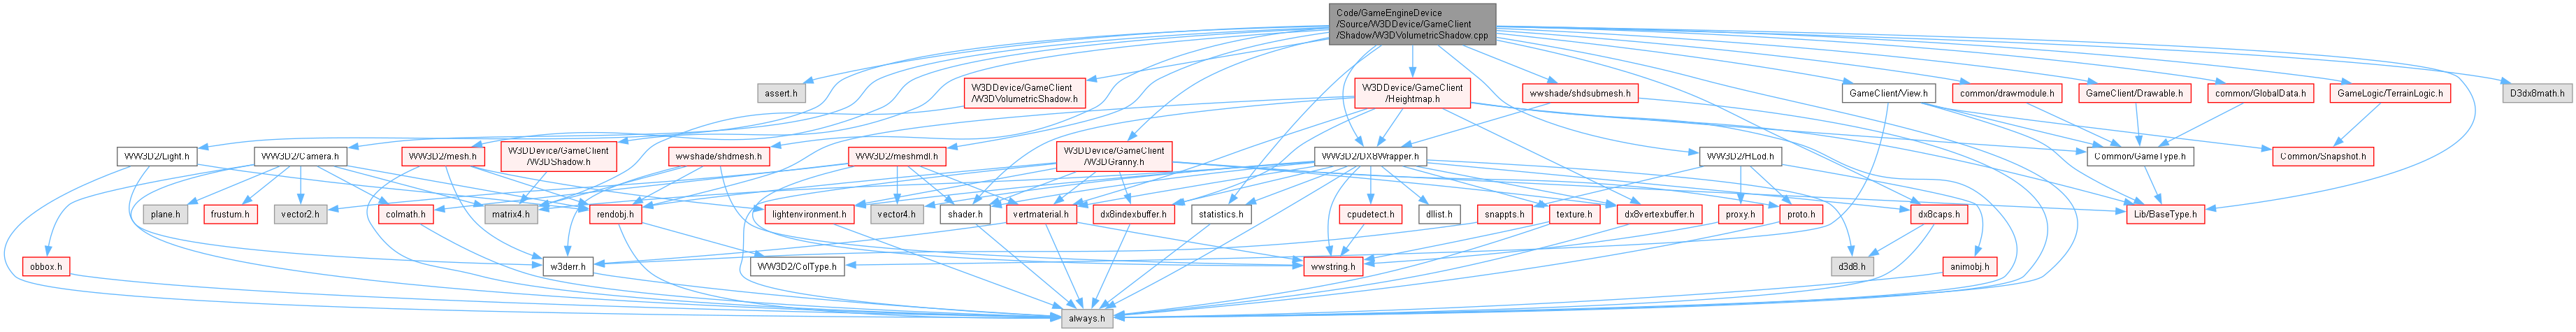 Code/GameEngineDevice
/Source/W3DDevice/GameClient
/Shadow/W3DVolumetricShadow.cpp
assert.h
W3DDevice/GameClient
/W3DVolumetricShadow.h
W3DDevice/GameClient
/Heightmap.h
wwshade/shdsubmesh.h
GameClient/View.h
common/drawmodule.h
GameClient/Drawable.h
common/GlobalData.h
GameLogic/TerrainLogic.h
D3dx8math.h
WW3D2/Light.h
WW3D2/Camera.h
WW3D2/mesh.h
W3DDevice/GameClient
/W3DShadow.h
wwshade/shdmesh.h
WW3D2/meshmdl.h
W3DDevice/GameClient
/W3DGranny.h
WW3D2/DX8Wrapper.h
WW3D2/HLod.h
Common/GameType.h
Common/Snapshot.h
plane.h
frustum.h
vector2.h
colmath.h
matrix4.h
rendobj.h
lightenvironment.h
vector4.h
shader.h
vertmaterial.h
dx8indexbuffer.h
statistics.h
cpudetect.h
dllist.h
snappts.h
texture.h
dx8vertexbuffer.h
proxy.h
proto.h
dx8caps.h
Lib/BaseType.h
obbox.h
w3derr.h
WW3D2/ColType.h
wwstring.h
d3d8.h
animobj.h
always.h